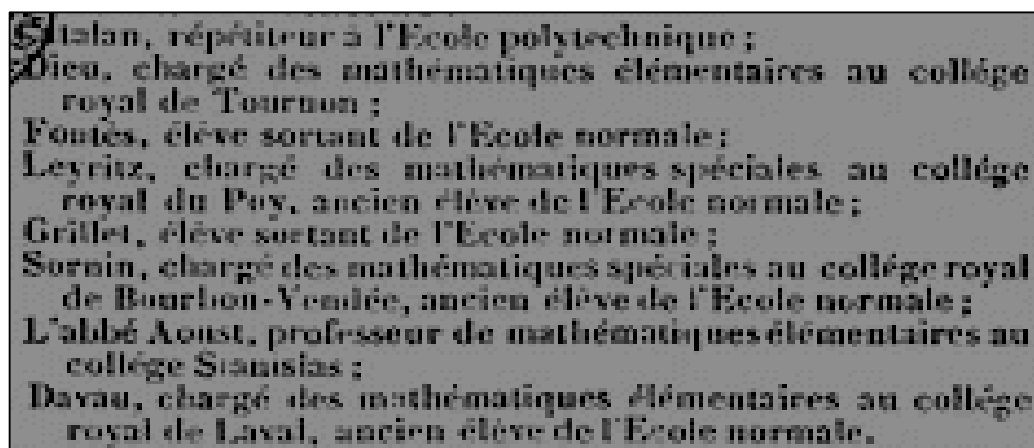 talan, répétiteur à l'Ecole polytechnique ;
Dieu, chargé des mathématiques élémentaires au collége
royal de Tournon ;
Foutés, élève sortant de l'Ecole normale ;
Leyritz, chargé des mathématiques spéciales au collége
royal du Puy, ancien élève de l'Ecole normale ;
Grillet, élève sortant de l'Ecole normale ;
Sornin, chargé des mathématiques spéciales au collége royal
de Bourbon-Vendée, ancien élève de l'Ecole normale ;
L'abbé Aoust, professeur de mathématiques élémentaires au
collége Stanislas ;
Davau, chargé des mathématiques élémentaires au collége
royal de Laval, ancien élève de l'Ecole normale.